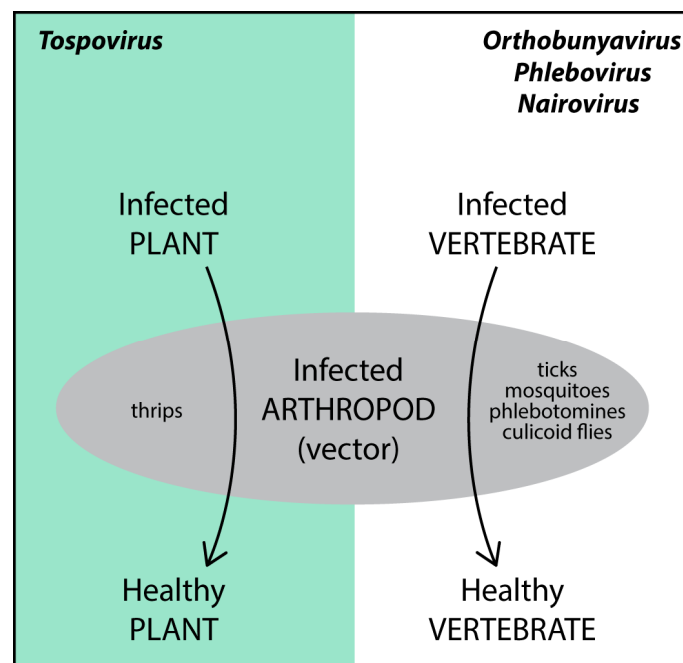 Tospovirus
Orthobunyavirus
Phlebovirus
Nairovirus
Infected
PLANT
Infected
VERTEBRATE
thrips
Infected
ARTHROPOD
(vector)
ticks
mosquitoes
phlebotomines
culicoid flies
Healthy
PLANT
Healthy
VERTEBRATE